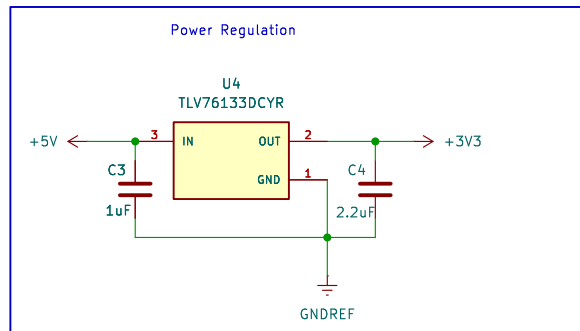 Power Regulation
U4
TLV76133DCYR
+5V
3
IN
OUT
2
+3V3
C3
1uF
GND
1
C4
2.2uF
GNDREF